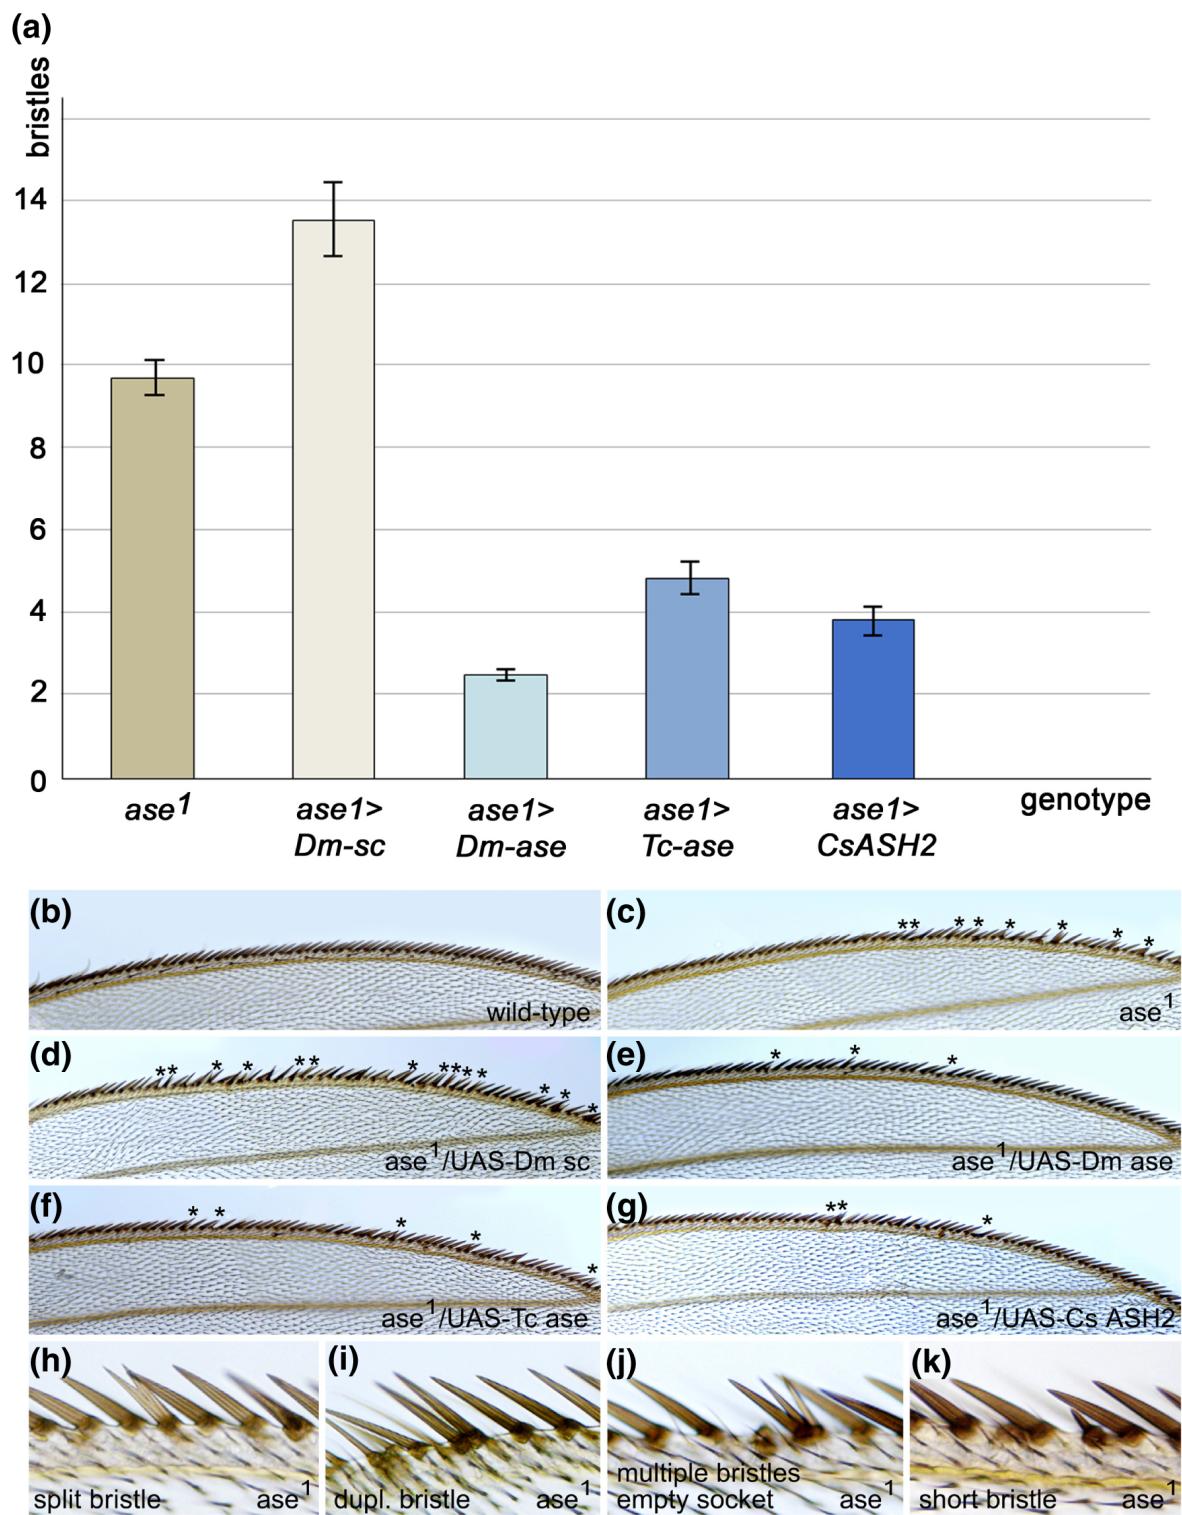 (a)
bristles
14
12
10
8
6
4
2
0
ase1
ase1>
Dm-sc
ase1>
Dm-ase
ase1>
Tc-ase
ase1>
CsASH2
genotype
(b)
wild-type
(c)
** * * * * * *
ase1
(d)
** * * ** * **** * * *
ase1/UAS-Dm sc
(e)
* * *
ase1/UAS-Dm ase
(f)
* * * * *
ase1/UAS-Tc ase
(g)
** *
ase1/UAS-Cs ASH2
(h)
split bristle ase1
(i)
dupl. bristle ase1
(j)
multiple bristles
empty socket ase1
(k)
short bristle ase1